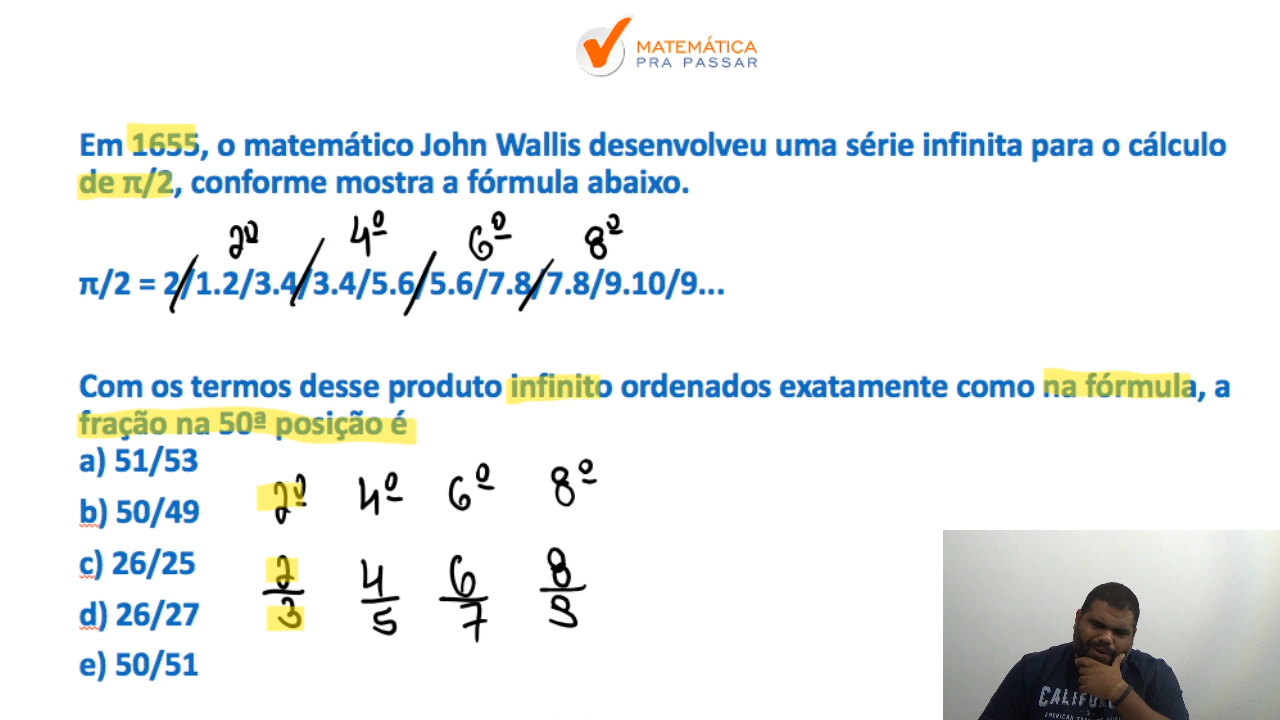 MATEMÁTICA
PRA PASSAR
Em 1655, o matemático John Wallis desenvolveu uma série infinita para o cálculo
de π/2, conforme mostra a fórmula abaixo.
2º 4º 6º 8º
π/2 = 2/1.2/3.4/3.4/5.6/5.6/7.8/7.8/9.10/9...
Com os termos desse produto infinito ordenados exatamente como na fórmula, a
fração na 50ª posição é
a) 51/53
b) 50/49
c) 26/25
d) 26/27
e) 50/51
2º 4º 6º 8º
2/3 4/5 6/7 8/9